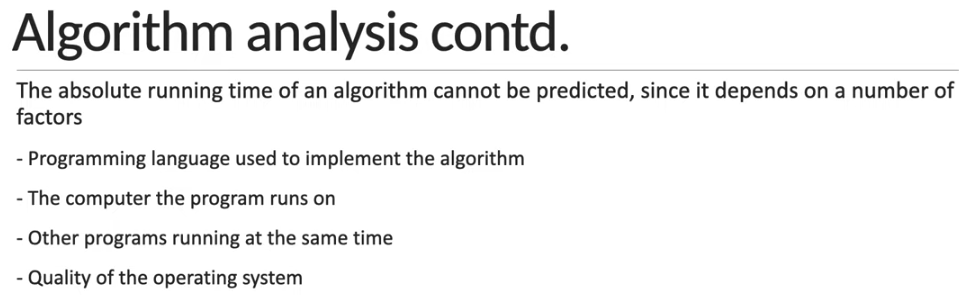 Algorithm analysis contd.
The absolute running time of an algorithm cannot be predicted, since it depends on a number of
factors
- Programming language used to implement the algorithm
- The computer the program runs on
- Other programs running at the same time
- Quality of the operating system